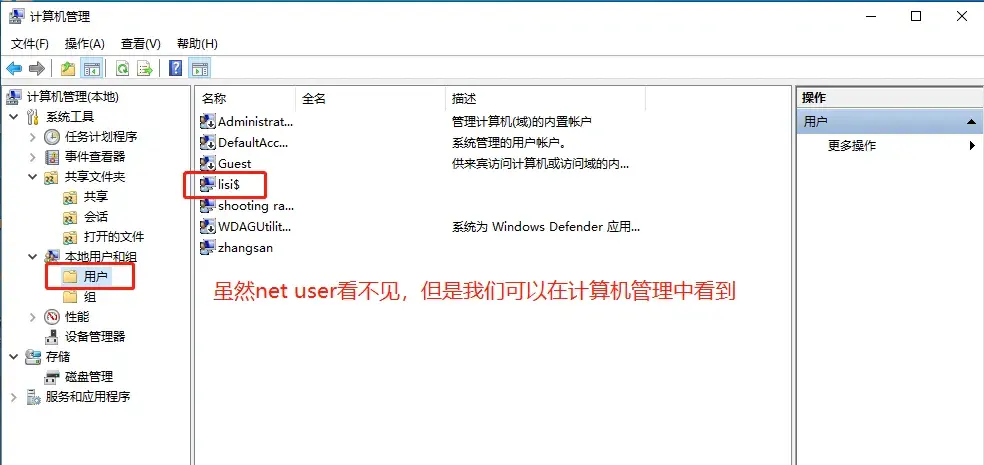 计算机管理
文件(F) 操作(A) 查看(V) 帮助(H)
计算机管理(本地)
系统工具
任务计划程序
事件查看器
共享文件夹
共享
会话
打开的文件
本地用户和组
用户
组
性能
设备管理器
存储
磁盘管理
服务和应用程序
名称 全名 描述
Administrat... 管理计算机(域)的内置帐户
DefaultAcc... 系统管理的用户帐户。
Guest 供来宾访问计算机或访问域的内...
lisi$
shooting ra...
WDAGUtilit... 系统为 Windows Defender 应用...
zhangsan
虽然net user看不见，但是我们可以在计算机管理中看到
操作
用户
更多操作